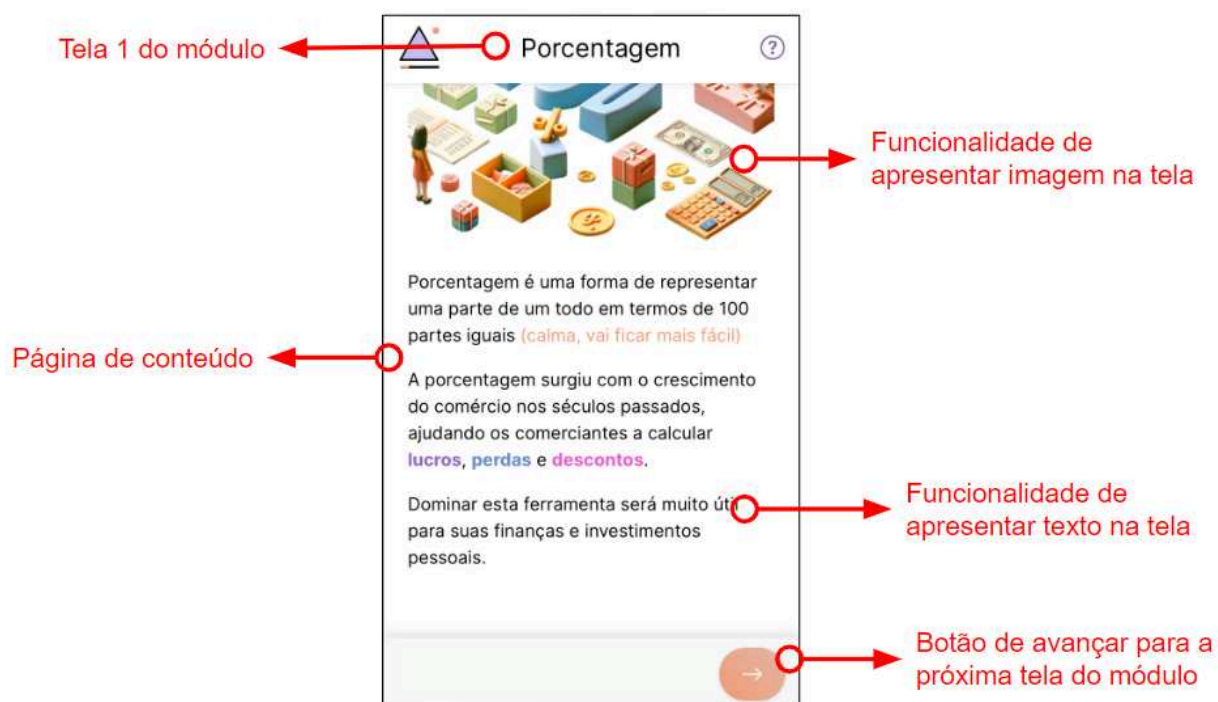 Tela 1 do módulo
Porcentagem
?
Funcionalidade de
apresentar imagem na tela
Porcentagem é uma forma de representar
uma parte de um todo em termos de 100
partes iguais (calma, vai ficar mais fácil)
Página de conteúdo
A porcentagem surgiu com o crescimento
do comércio nos séculos passados,
ajudando os comerciantes a calcular
lucros, perdas e descontos.
Dominar esta ferramenta será muito útil
para suas finanças e investimentos
pessoais.
Funcionalidade de
apresentar texto na tela
Botão de avançar para a
próxima tela do módulo